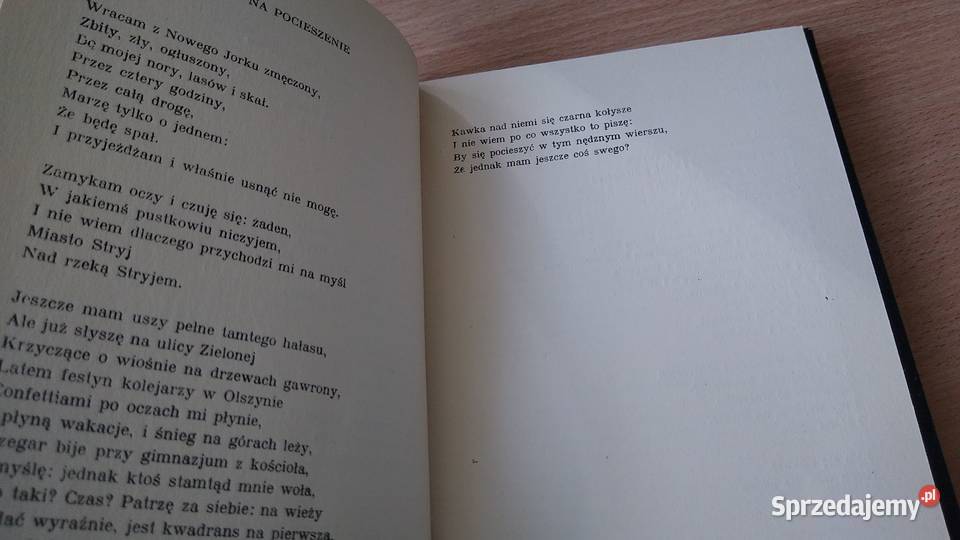 NA POCIESZENIE
Wracam z Nowego Jorku zmęczony,
Zbity, zły, ogłuszony,
mojej nory, lasów i skał.
Przez cztery godziny,
Przez całą drogę,
Marzę tylko o jednem:
Że będę spał.
I przyjeżdżam i właśnie usnąć nie mogę.
Zamykam oczy i czuję się: żaden,
W jakiemś pustkowiu niczyjem,
I nie wiem dlaczego przychodzi mi na myśl
Miasto Stryj
Nad rzeką Stryjem.
Jeszcze mam uszy pełne tamtego hałasu,
Ale już słyszę na ulicy Zielonej
Krzyczące o wiośnie na drzewach gawrony,
Latem festyn kolejarzy w Olszynie
Confettiami po oczach mi płynie,
płyną wakacje, i śnieg na górach leży,
zegar bije przy gimnazjum z kościoła,
myślę: jednak ktoś stamtąd mnie woła,
taki? Czas? Patrzę za siebie: na wieży
wyraźnie, jest kwadrans na pierwszą,
Kawka nad niemi się czarna kołysze
I nie wiem po co wszystko to piszę:
By się pocieszyć w tym nędznym wierszu,
Że jednak mam jeszcze coś swego?
Sprzedajemy.pl